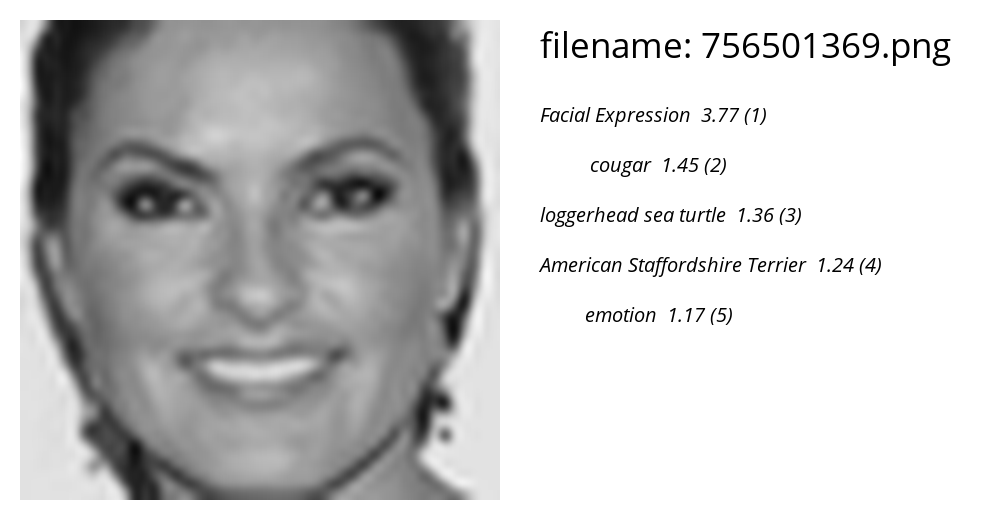 filename: 756501369.png
Facial Expression 3.77 (1)
cougar 1.45 (2)
loggerhead sea turtle 1.36 (3)
American Staffordshire Terrier 1.24 (4)
emotion 1.17 (5)